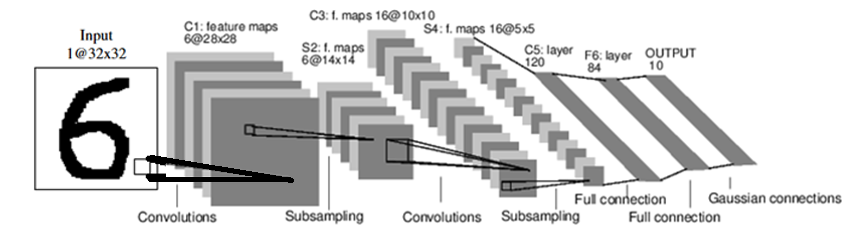 Input
1@32x32
6
C1: feature maps
6@28x28
S2: f. maps
6@14x14
C3: f. maps 16@10x10
S4: f. maps 16@5x5
C5: layer
120
F6: layer
84
OUTPUT
10
Convolutions
Subsampling
Convolutions
Subsampling
Full connection
Full connection
Gaussian connections